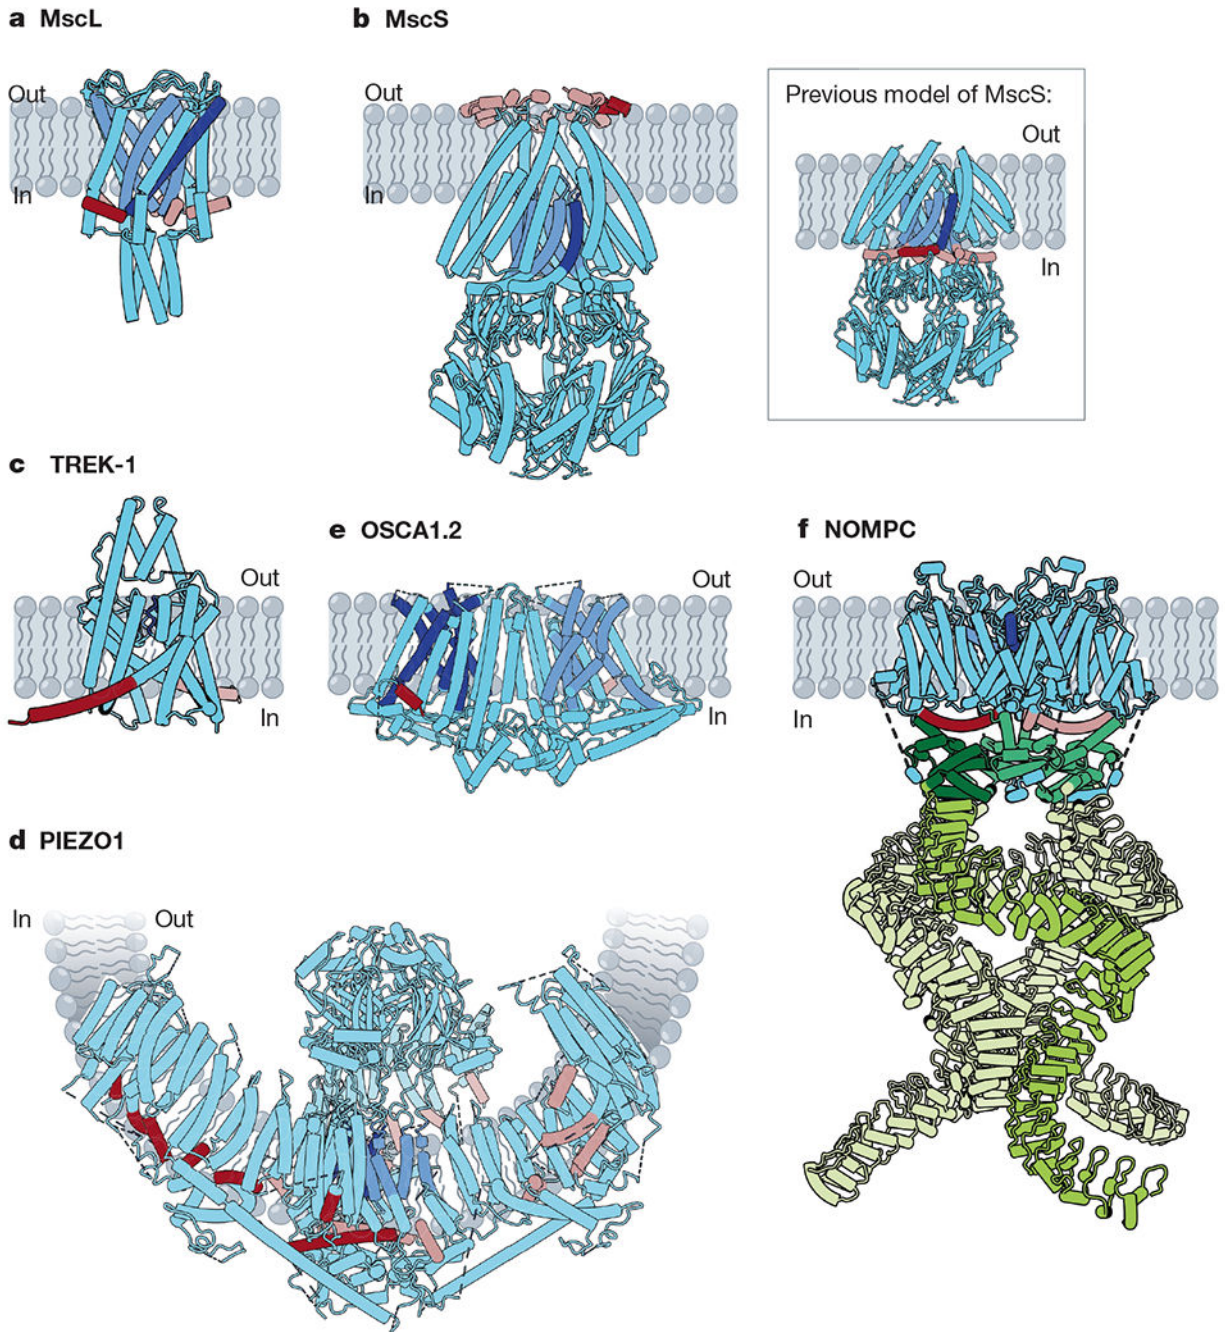 a MscL
Out
In
b MscS
Out
In
Previous model of MscS:
Out
In
c TREK-1
Out
In
e OSCA1.2
Out
In
f NOMPC
Out
In
d PIEZO1
In Out